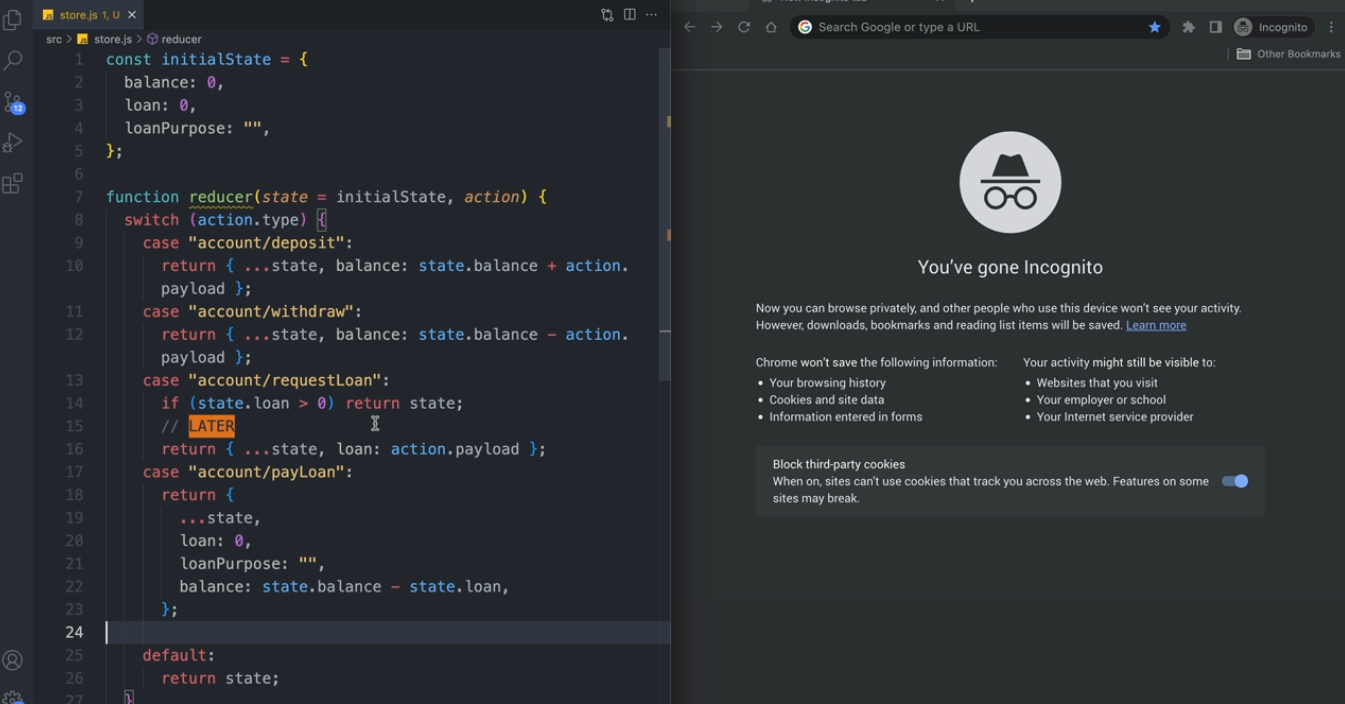 store.js 1, U
src > store.js > reducer
1 const initialState = {
2 balance: 0,
3 loan: 0,
4 loanPurpose: "",
5 };
6
7 function reducer(state = initialState, action) {
8 switch (action.type) {
9 case "account/deposit":
10 return { ...state, balance: state.balance + action.
payload };
11 case "account/withdraw":
12 return { ...state, balance: state.balance - action.
payload };
13 case "account/requestLoan":
14 if (state.loan > 0) return state;
15 // LATER
16 return { ...state, loan: action.payload };
17 case "account/payLoan":
18 return {
19 ...state,
20 loan: 0,
21 loanPurpose: "",
22 balance: state.balance - state.loan,
23 };
24
25 default:
26 return state;
27 }
12
Search Google or type a URL
Incognito
Other Bookmarks
You've gone Incognito
Now you can browse privately, and other people who use this device won't see your activity.
However, downloads, bookmarks and reading list items will be saved. Learn more
Chrome won't save the following information:
• Your browsing history
• Cookies and site data
• Information entered in forms
Your activity might still be visible to:
• Websites that you visit
• Your employer or school
• Your Internet service provider
Block third-party cookies
When on, sites can't use cookies that track you across the web. Features on some
sites may break.